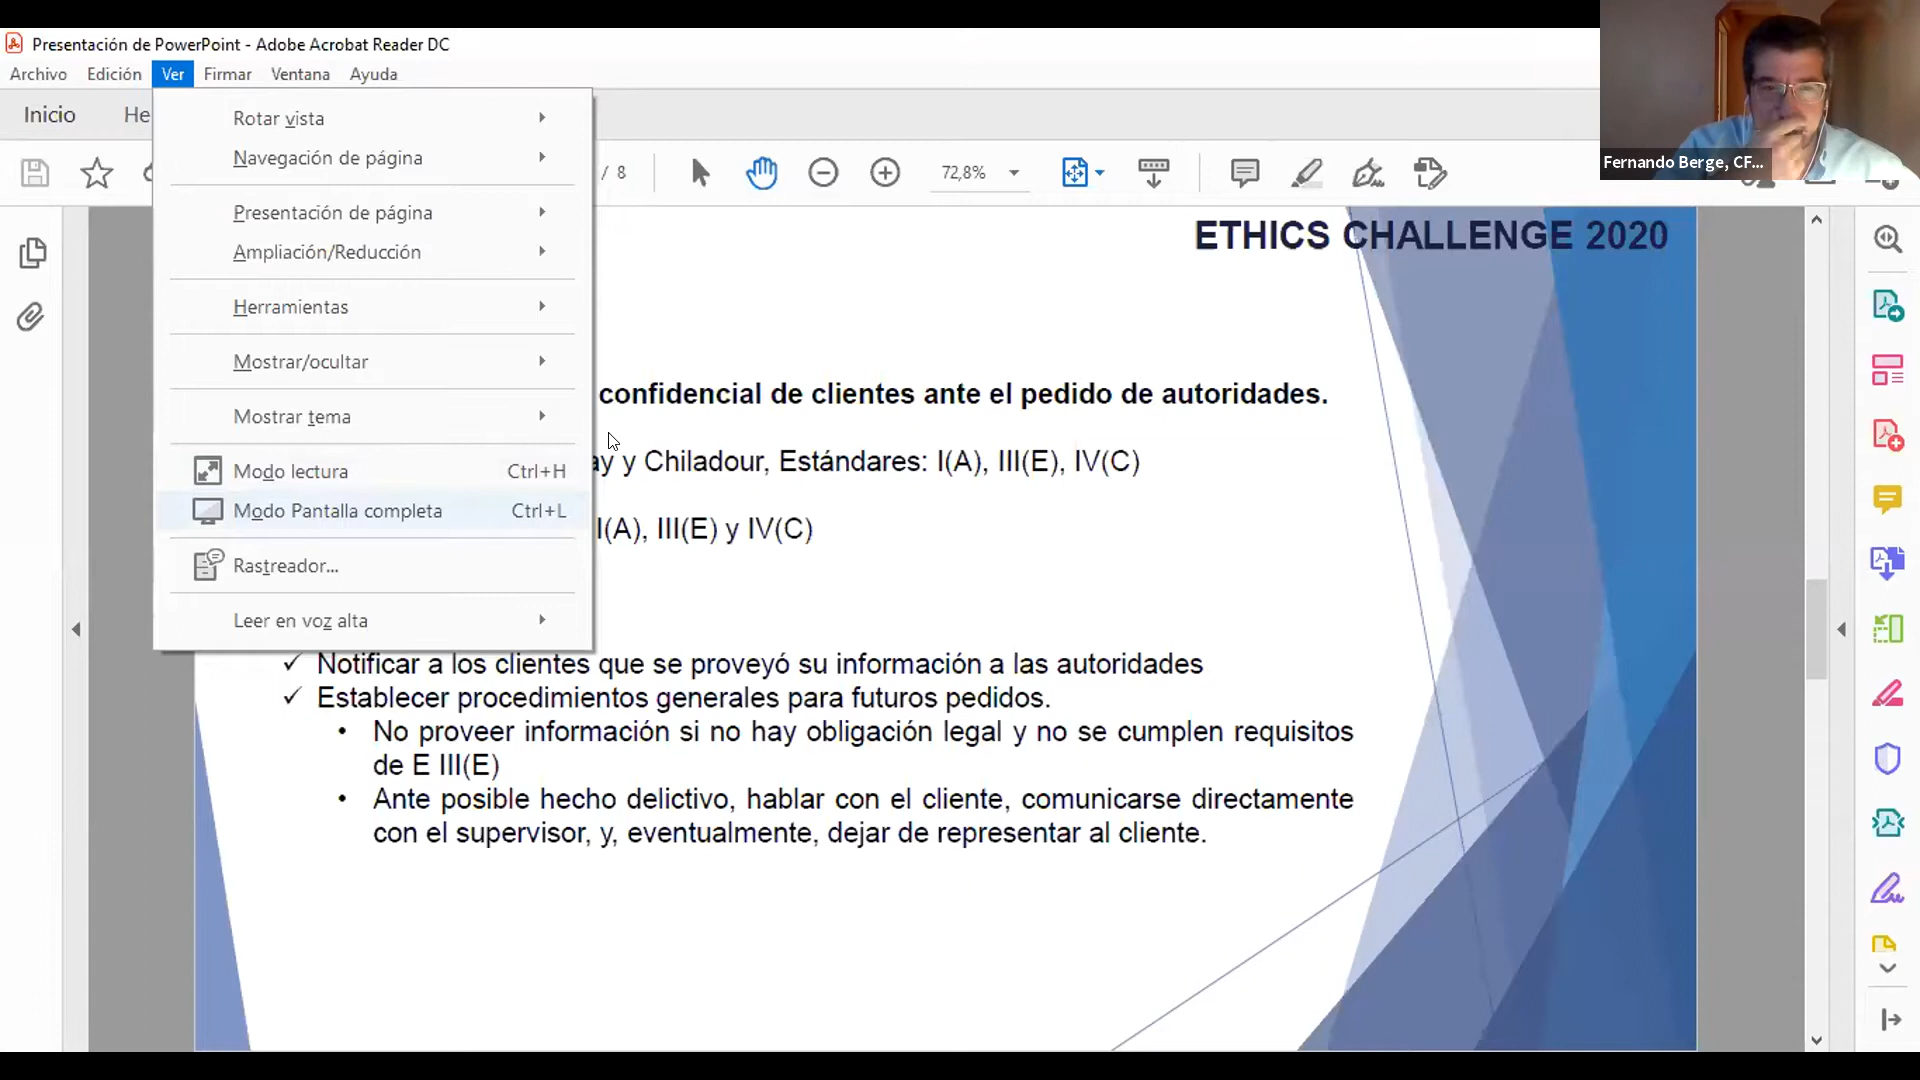 Presentación de PowerPoint - Adobe Acrobat Reader DC
Archivo Edición Ver Firmar Ventana Ayuda
Inicio He
/ 8 72,8%
Fernando Berge, CF...
Rotar vista
Navegación de página
Presentación de página
Ampliación/Reducción
Herramientas
Mostrar/ocultar
Mostrar tema
Modo lectura Ctrl+H
Modo Pantalla completa Ctrl+L
Rastreador...
Leer en voz alta
ETHICS CHALLENGE 2020
confidencial de clientes ante el pedido de autoridades.
ay y Chiladour, Estándares: I(A), III(E), IV(C)
I(A), III(E) y IV(C)
✓ Notificar a los clientes que se proveyó su información a las autoridades
✓ Establecer procedimientos generales para futuros pedidos.
• No proveer información si no hay obligación legal y no se cumplen requisitos
de E III(E)
• Ante posible hecho delictivo, hablar con el cliente, comunicarse directamente
con el supervisor, y, eventualmente, dejar de representar al cliente.